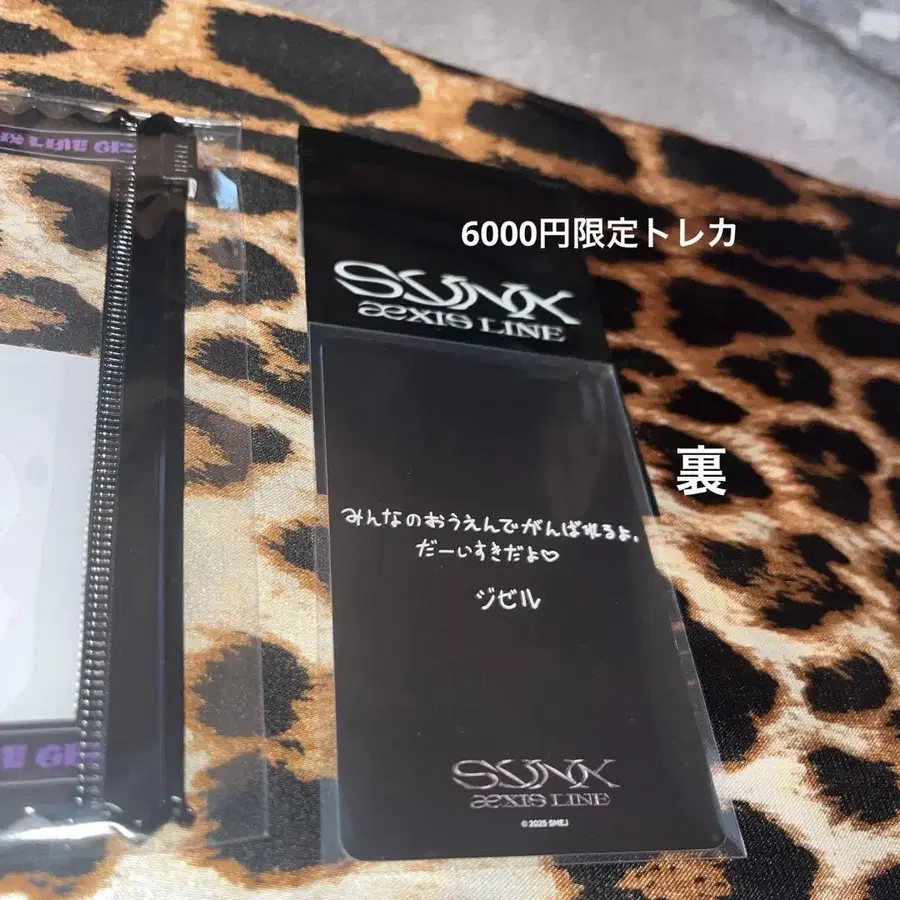 6000円限定トレカ
SYNK
æXIS LINE
裏
みんなのおうえんでがんばれるよ。
だーいすきだよ♡
ジゼル
SYNK
æXIS LINE
© 2025 SMEJ